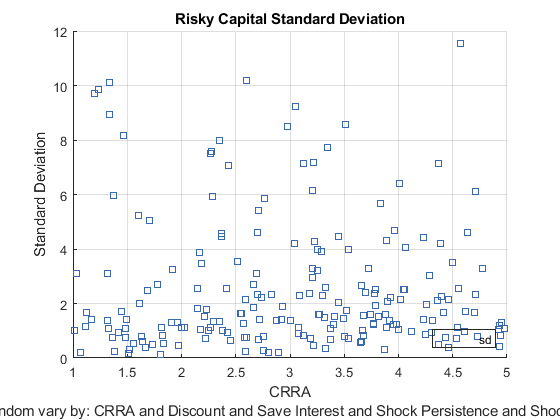 Risky Capital Standard Deviation
12
10
8
6
4
2
0
Standard Deviation
sd
1 1.5 2 2.5 3 3.5 4 4.5 5
CRRA
ndom vary by: CRRA and Discount and Save Interest and Shock Persistence and Shoc